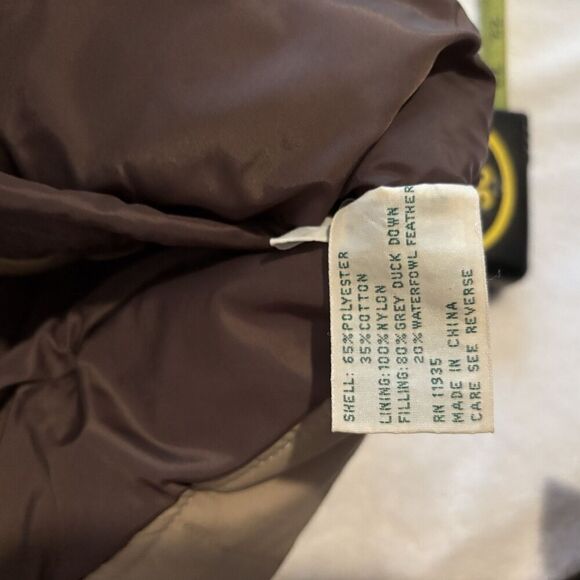 SHELL: 65%POLYESTER
35%COTTON
LINING:100%NYLON
FILLING:80%GREY DUCK DOWN
20%WATERFOWL FEATHER
RN 11935
MADE IN CHINA
CARE SEE REVERSE